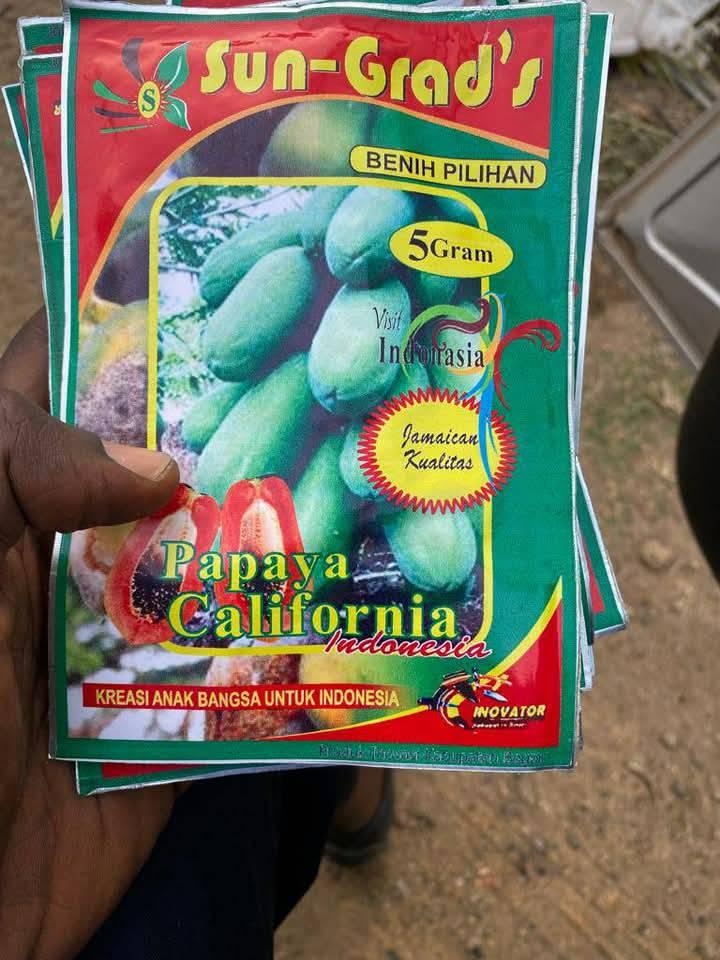 S
Sun-Grad's
BENIH PILIHAN
5Gram
Visit
Indonasia
Jamaican
Kualitas
Papaya
California
Indonesia
KREASI ANAK BANGSA UNTUK INDONESIA
INOVATOR